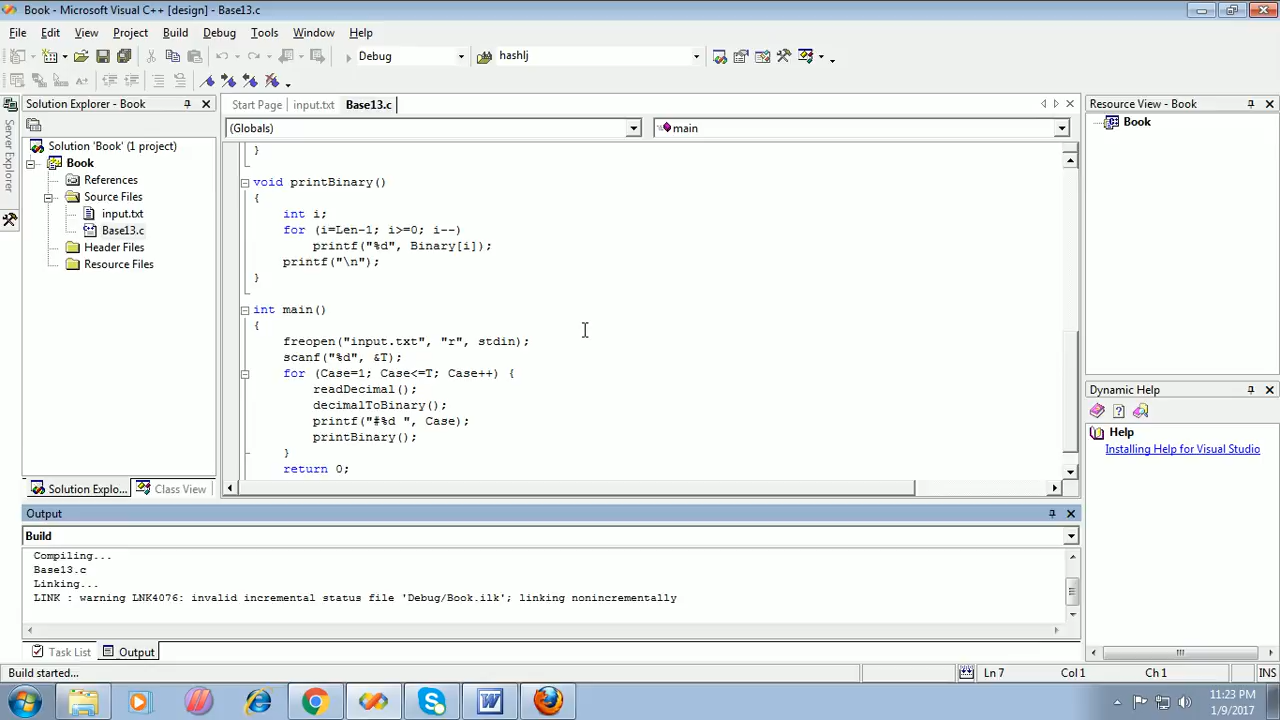 Book - Microsoft Visual C++ [design] - Base13.c
File Edit View Project Build Debug Tools Window Help
Debug hashlj
Solution Explorer - Book
Start Page input.txt Base13.c
Resource View - Book
(Globals) main
Book
Server Explorer
Solution 'Book' (1 project)
Book
References
Source Files
input.txt
Base13.c
Header Files
Resource Files
}
void printBinary()
{
int i;
for (i=Len-1; i>=0; i--)
printf("%d", Binary[i]);
printf("\n");
}
int main()
{
freopen("input.txt", "r", stdin);
scanf("%d", &T);
for (Case=1; Case<=T; Case++) {
readDecimal();
decimalToBinary();
printf("#%d ", Case);
printBinary();
}
return 0;
Dynamic Help
Help
Installing Help for Visual Studio
Solution Explo... Class View
Output
Build
Compiling...
Base13.c
Linking...
LINK : warning LNK4076: invalid incremental status file 'Debug/Book.ilk'; linking nonincrementally
Task List Output
Build started... Ln 7 Col 1 Ch 1 INS
11:23 PM
1/9/2017